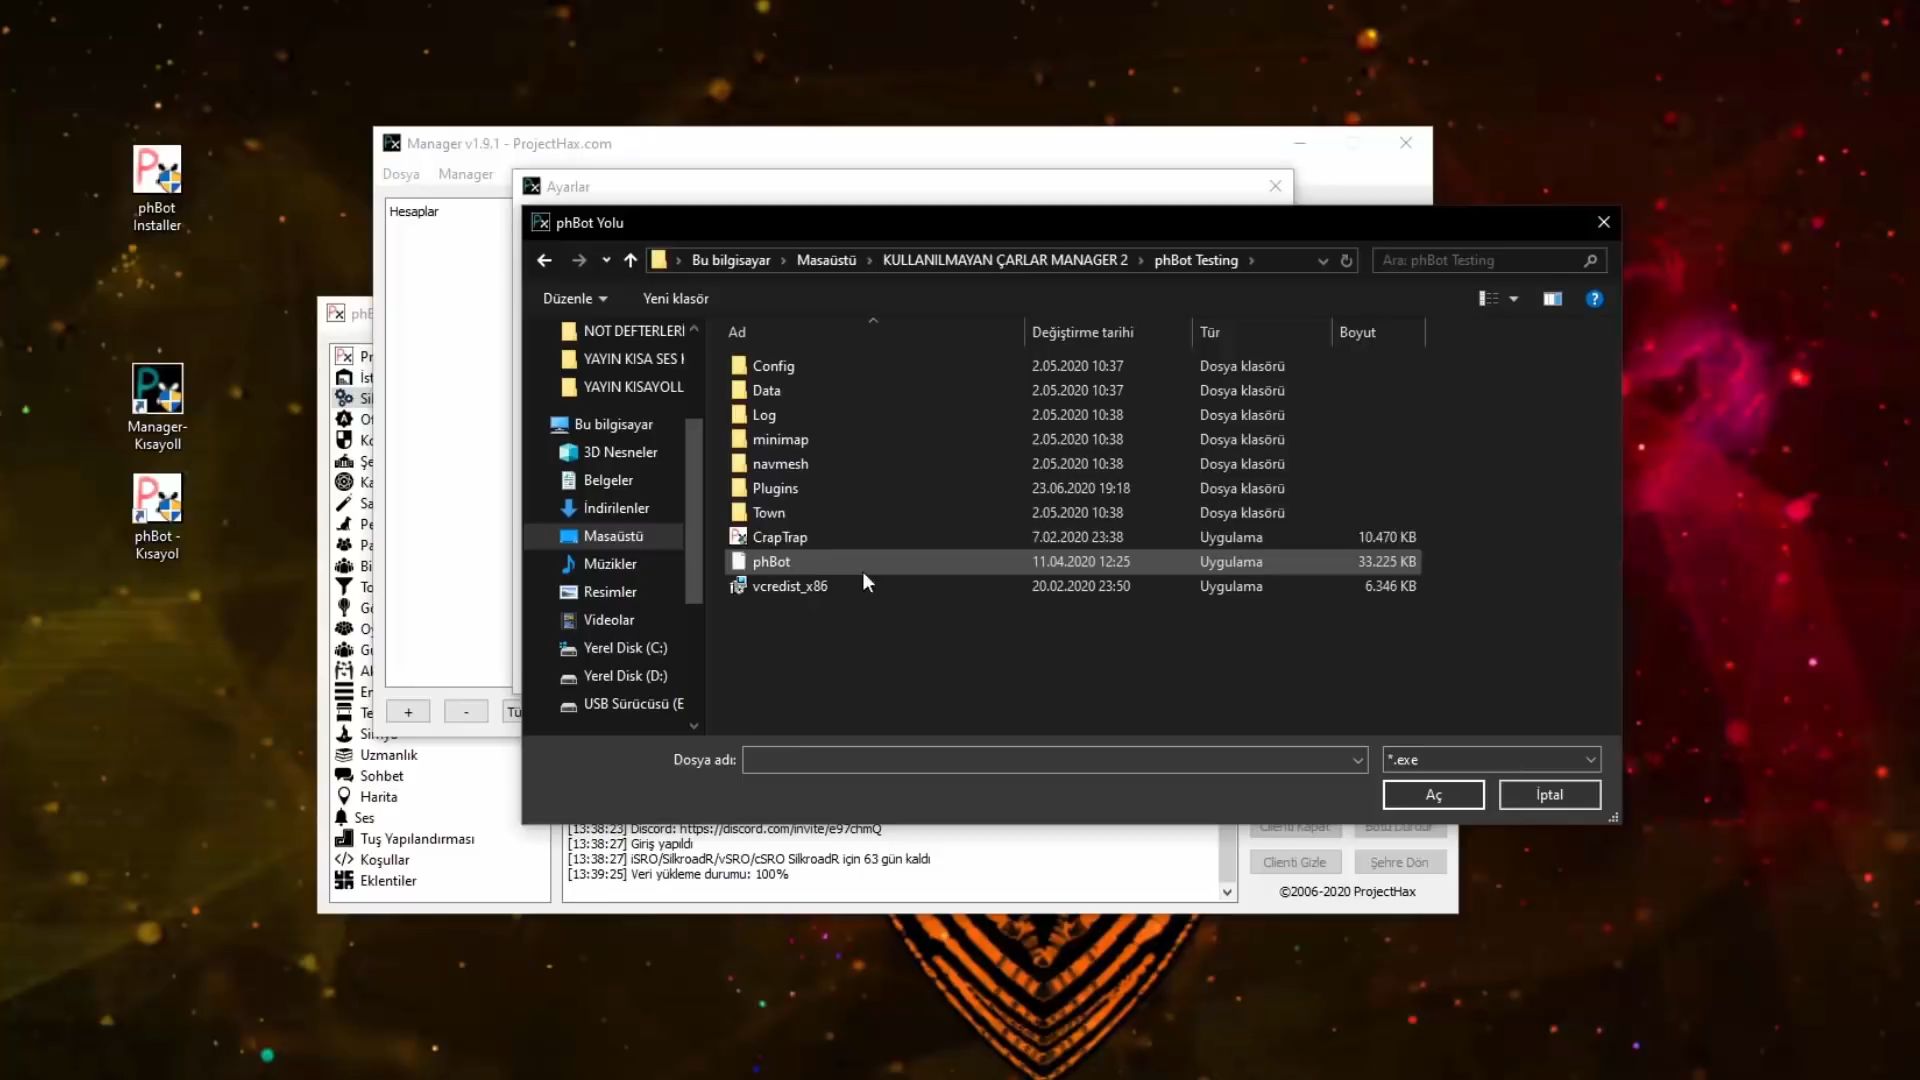 phBot
Installer
Manager-
Kısayoll
phBot -
Kısayol
Manager v1.9.1 - ProjectHax.com
Dosya
Manager
Hesaplar
+
-
Ayarlar
phBot Yolu
Bu bilgisayar
Masaüstü
KULLANILMAYAN ÇARLAR MANAGER 2
phBot Testing
Ara: phBot Testing
Düzenle
Yeni klasör
NOT DEFTERLERİ
YAYIN KISA SES
YAYIN KISAYOLL
Bu bilgisayar
3D Nesneler
Belgeler
İndirilenler
Masaüstü
Müzikler
Resimler
Videolar
Yerel Disk (C:)
Yerel Disk (D:)
USB Sürücüsü (E
Ad Değiştirme tarihi Tür Boyut
Config 2.05.2020 10:37 Dosya klasörü
Data 2.05.2020 10:37 Dosya klasörü
Log 2.05.2020 10:38 Dosya klasörü
minimap 2.05.2020 10:38 Dosya klasörü
navmesh 2.05.2020 10:38 Dosya klasörü
Plugins 23.06.2020 19:18 Dosya klasörü
Town 2.05.2020 10:38 Dosya klasörü
CrapTrap 7.02.2020 23:38 Uygulama 10.470 KB
phBot 11.04.2020 12:25 Uygulama 33.225 KB
vcredist_x86 20.02.2020 23:50 Uygulama 6.346 KB
Dosya adı:
*.exe
Aç
İptal
Uzmanlık
Sohbet
Harita
Ses
Tuş Yapılandırması
</> Koşullar
Eklentiler
[13:38:23] Discord: https://discord.com/invite/e97chmQ
[13:38:27] Giriş yapıldı
[13:38:27] iSRO/SilkroadR/vSRO/cSRO SilkroadR için 63 gün kaldı
[13:39:25] Veri yükleme durumu: 100%
Clienti Kapat
Botu Durdur
Clienti Gizle
Şehre Dön
©2006-2020 ProjectHax